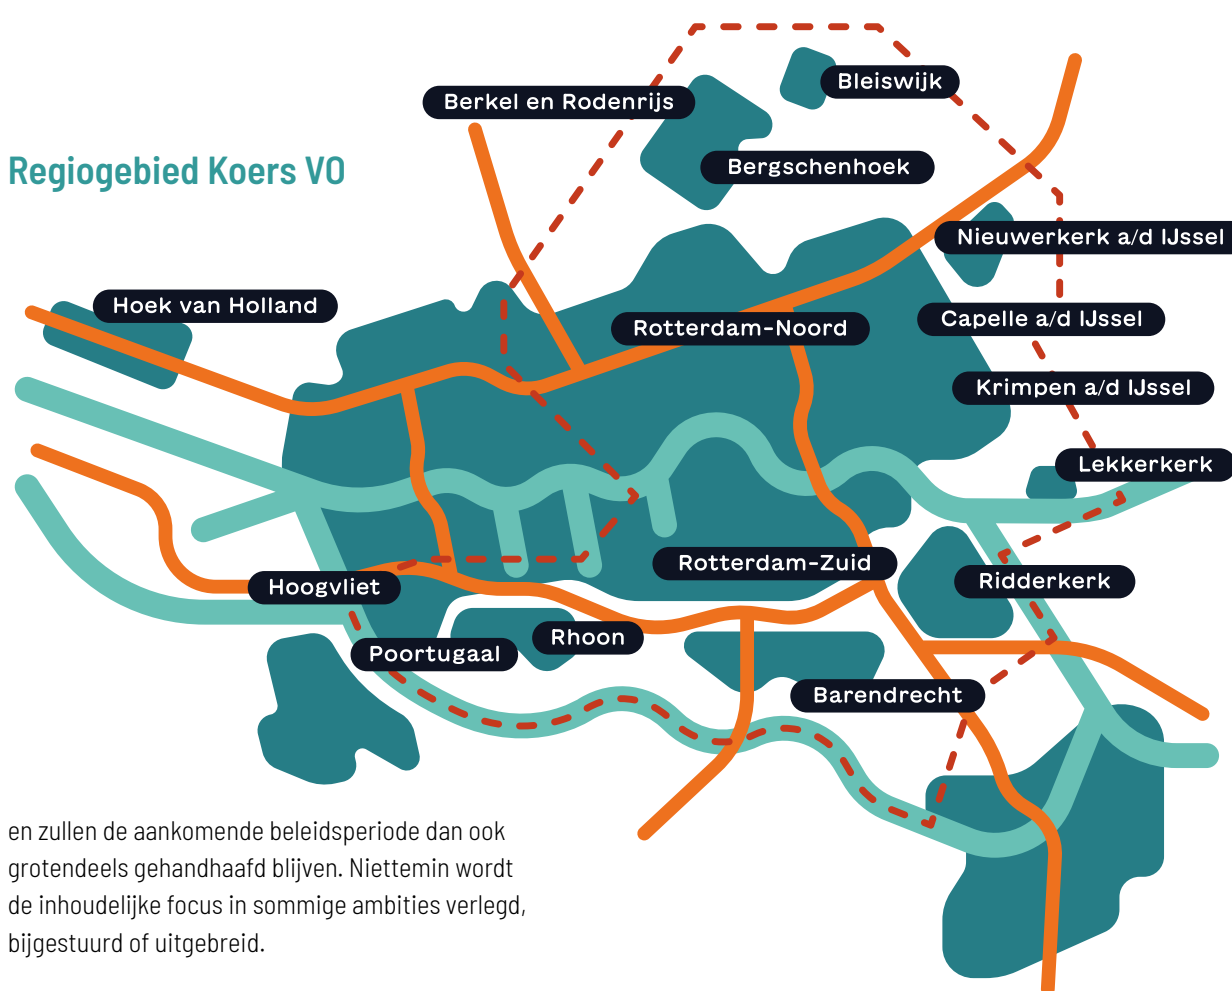 Bleiswijk
Berkel en Rodenrijs
Regiogebied Koers VO
Bergschenhoek
Nieuwerkerk a/d IJssel
Hoek van Holland
Rotterdam-Noord
Capelle a/d IJssel
Krimpen a/d IJssel
Lekkerkerk
Rotterdam-Zuid
Hoogvliet
Ridderkerk
Rhoon
Poortugaal
Barendrecht
en zullen de aankomende beleidsperiode dan ook
grotendeels gehandhaafd blijven. Niettemin wordt
de inhoudelijke focus in sommige ambities verlegd,
bijgestuurd of uitgebreid.